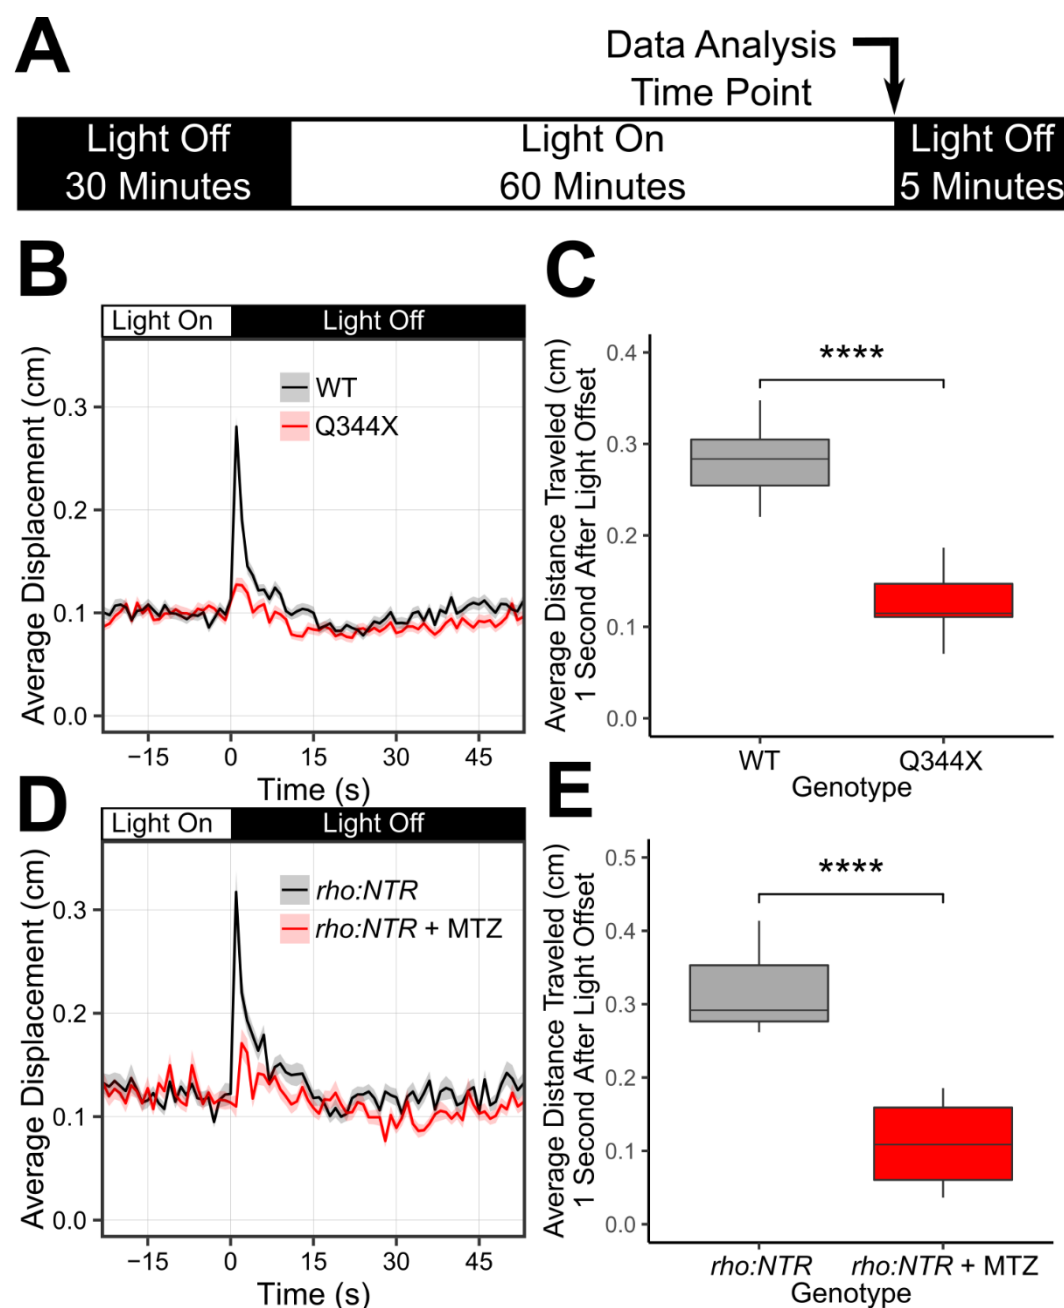 A
Data Analysis
Time Point
Light Off
30 Minutes
Light On
60 Minutes
Light Off
5 Minutes
B
Light On
Light Off
Average Displacement (cm)
0.3
0.2
0.1
0.0
WT
Q344X
−15
0
15
30
45
Time (s)
C
Average Distance Traveled (cm)
1 Second After Light Offset
0.4
0.3
0.2
0.1
0.0
****
WT
Q344X
Genotype
D
Light On
Light Off
Average Displacement (cm)
0.3
0.2
0.1
0.0
rho:NTR
rho:NTR + MTZ
−15
0
15
30
45
Time (s)
E
Average Distance Traveled (cm)
1 Second After Light Offset
0.5
0.4
0.3
0.2
0.1
0.0
****
rho:NTR
rho:NTR + MTZ
Genotype